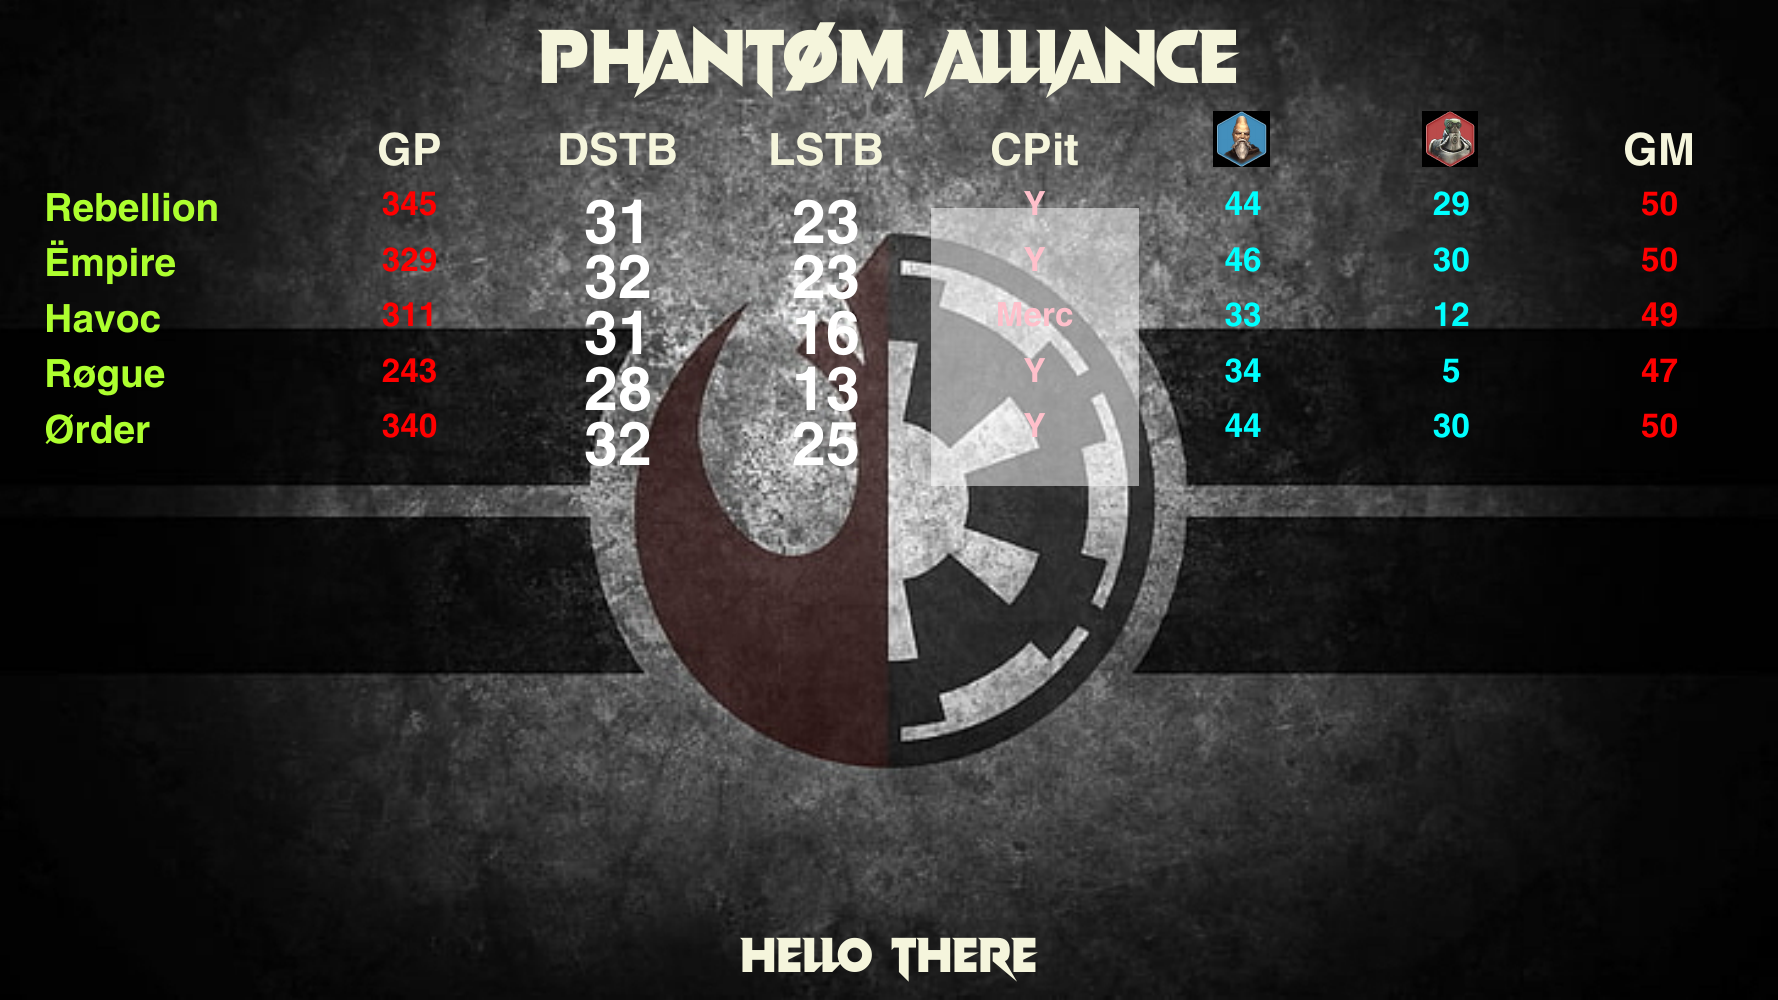 PHANTØM ALLIANCE
GP DSTB LSTB CPit GM
Rebellion 345 31 23 Y 44 29 50
Ëmpire 329 32 23 Y 46 30 50
Havoc 311 31 16 Merc 33 12 49
Røgue 243 28 13 Y 34 5 47
Ørder 340 32 25 Y 44 30 50
HELLO THERE